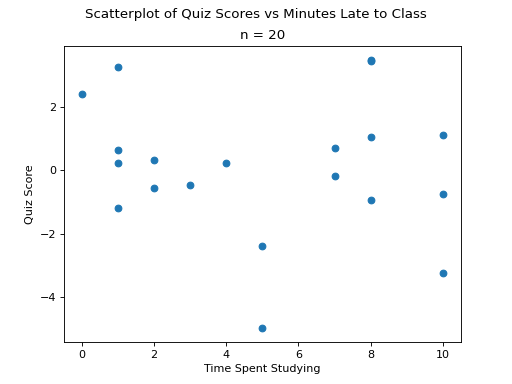 Scatterplot of Quiz Scores vs Minutes Late to Class
n = 20
2
0
−2
−4
Quiz Score
0 2 4 6 8 10
Time Spent Studying